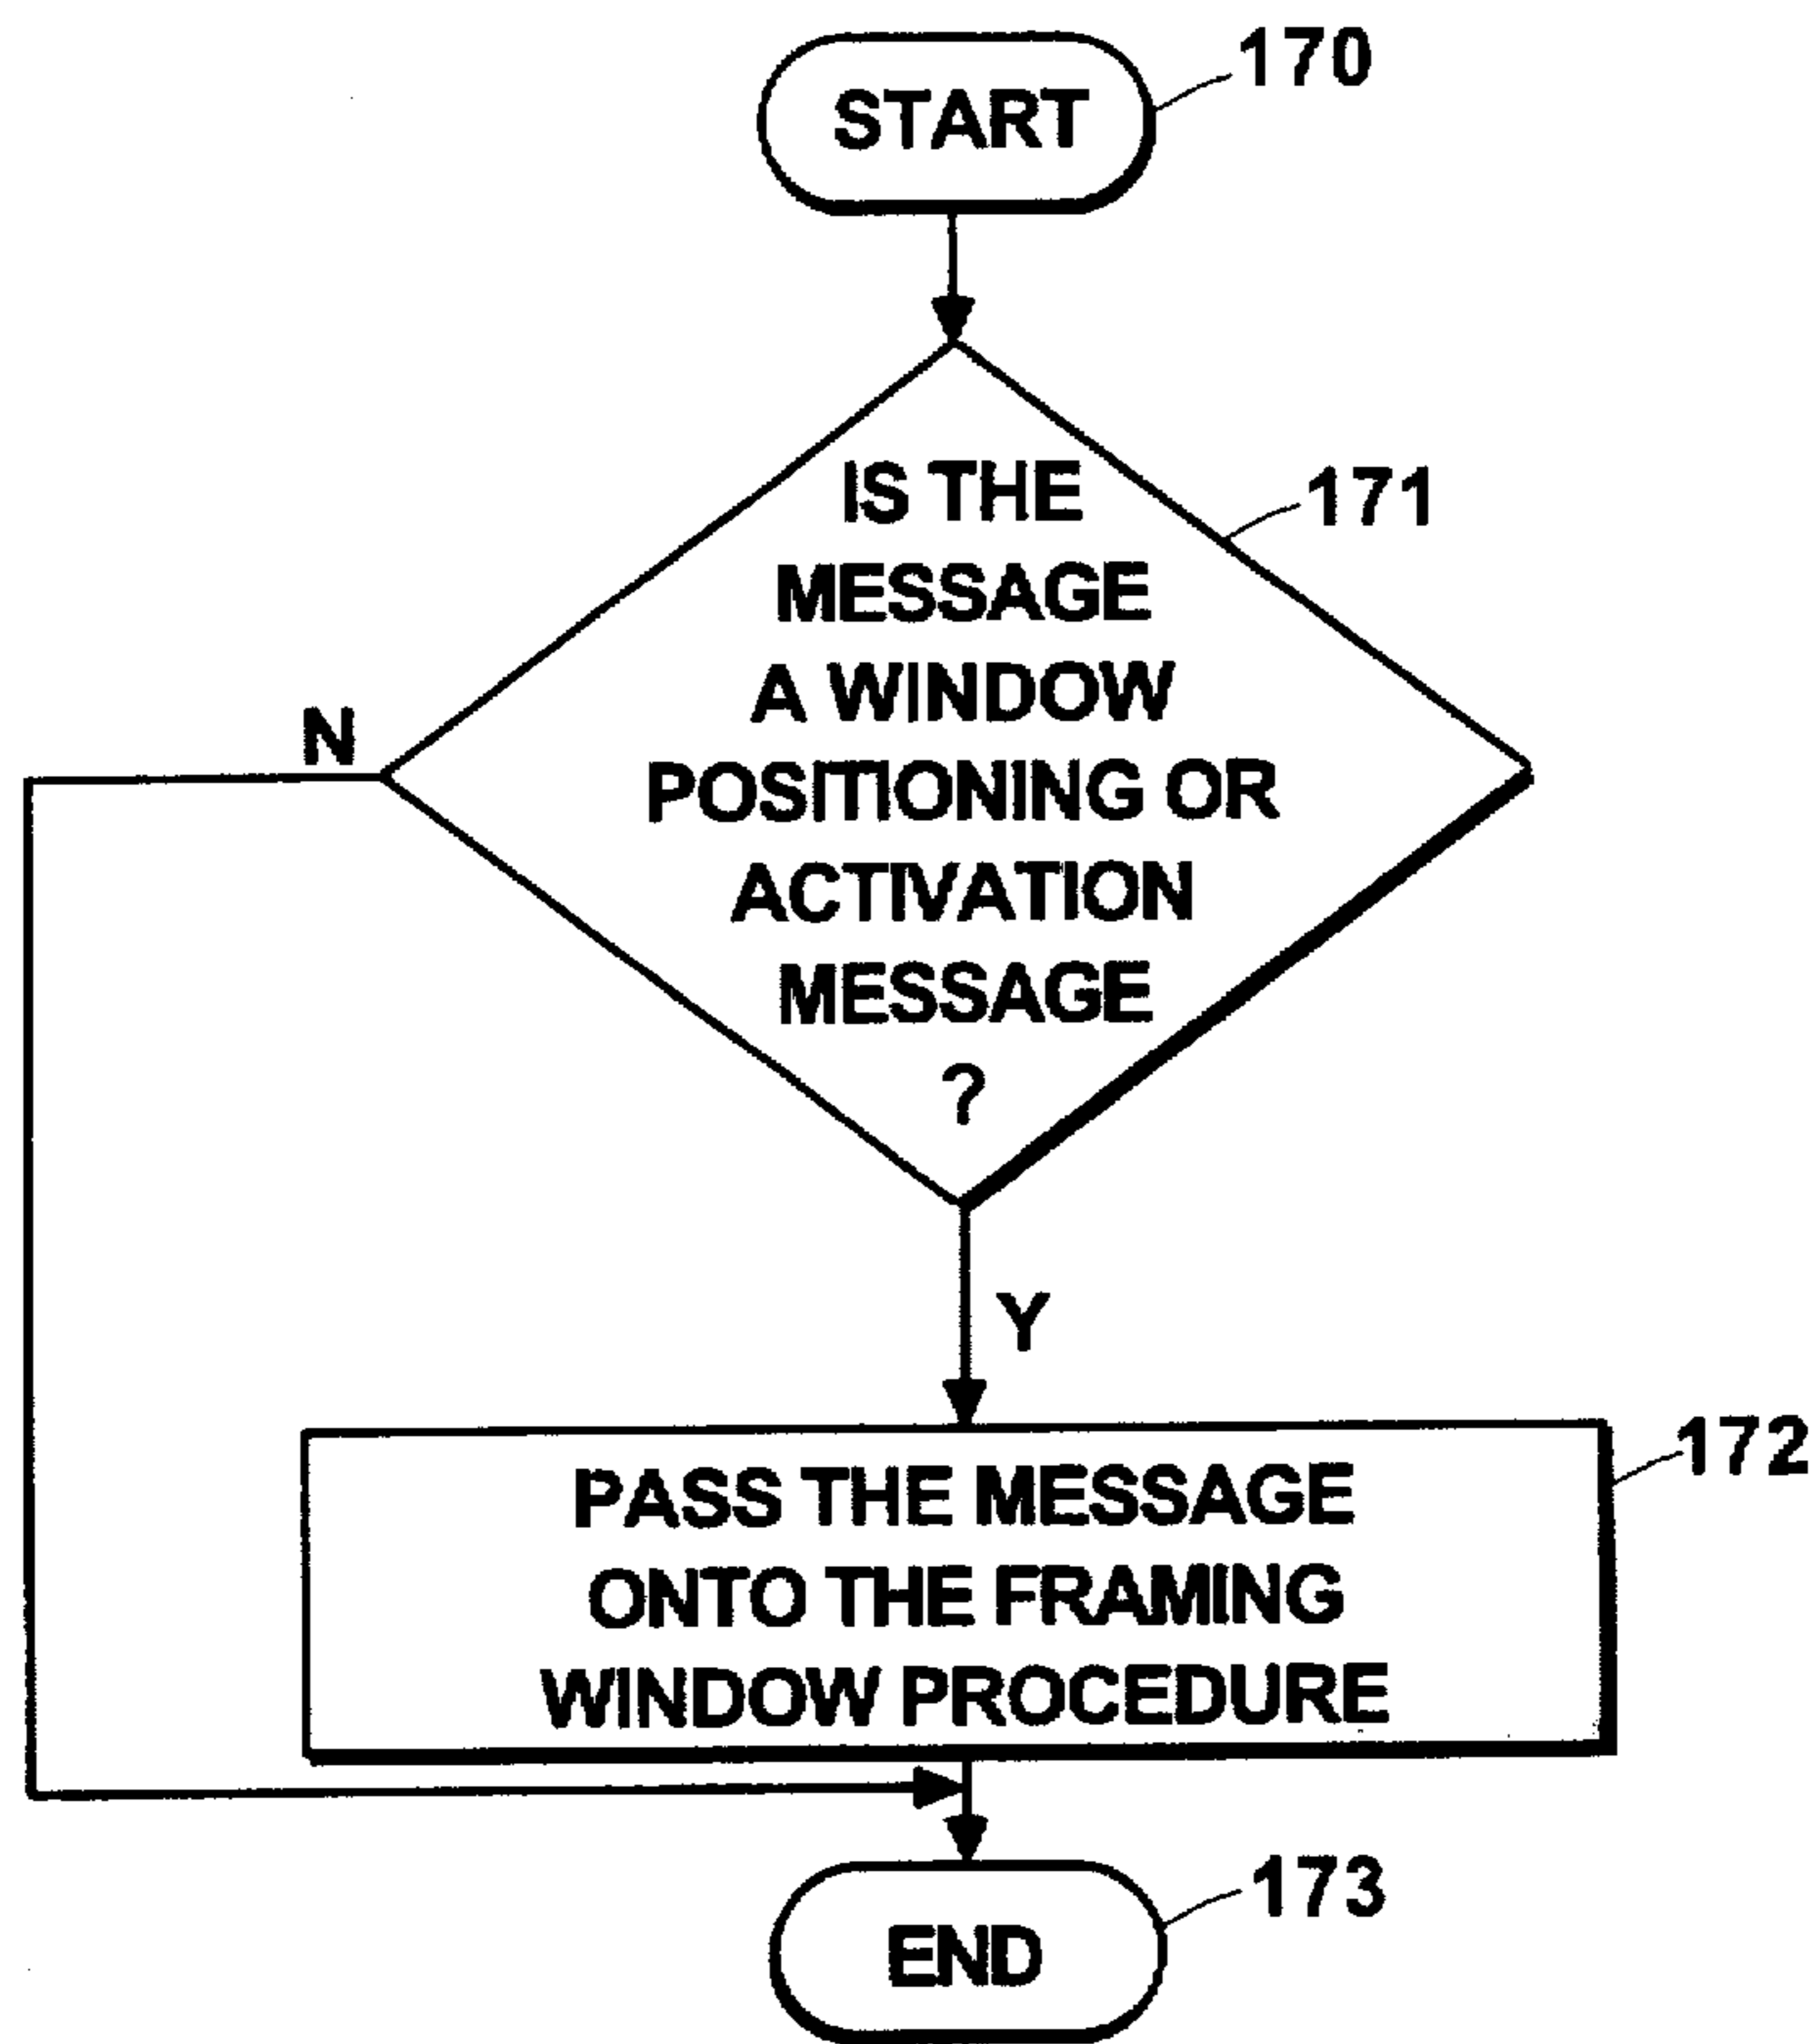 START
170
IS THE
MESSAGE
A WINDOW
POSITIONING OR
ACTIVATION
MESSAGE
?
171
N
Y
PASS THE MESSAGE
ONTO THE FRAMING
WINDOW PROCEDURE
172
END
173